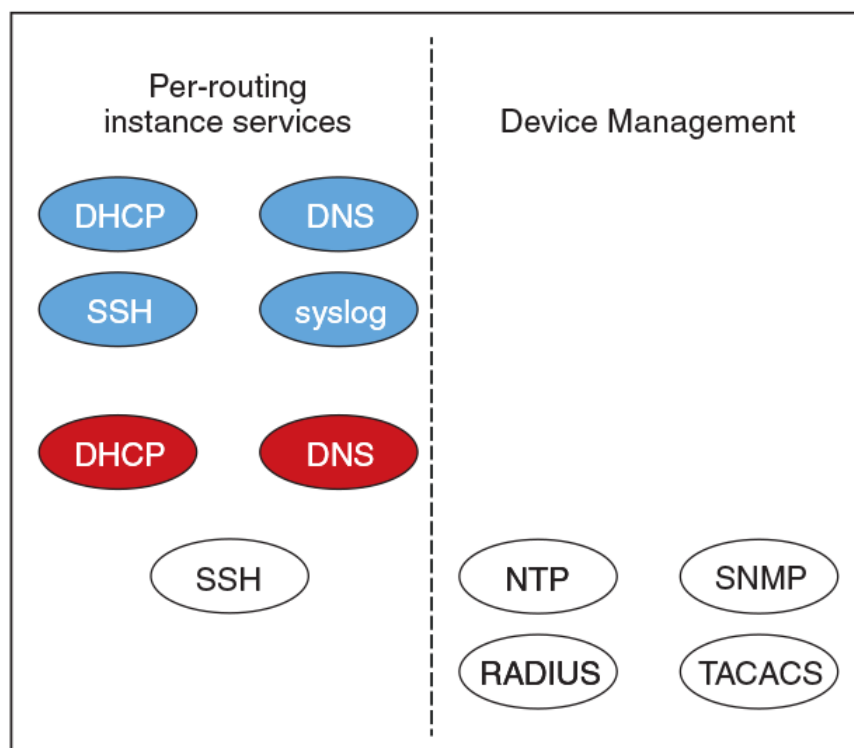 Per-routing
instance services
Device Management
DHCP DNS
SSH syslog
DHCP DNS
SSH NTP SNMP
RADIUS TACACS